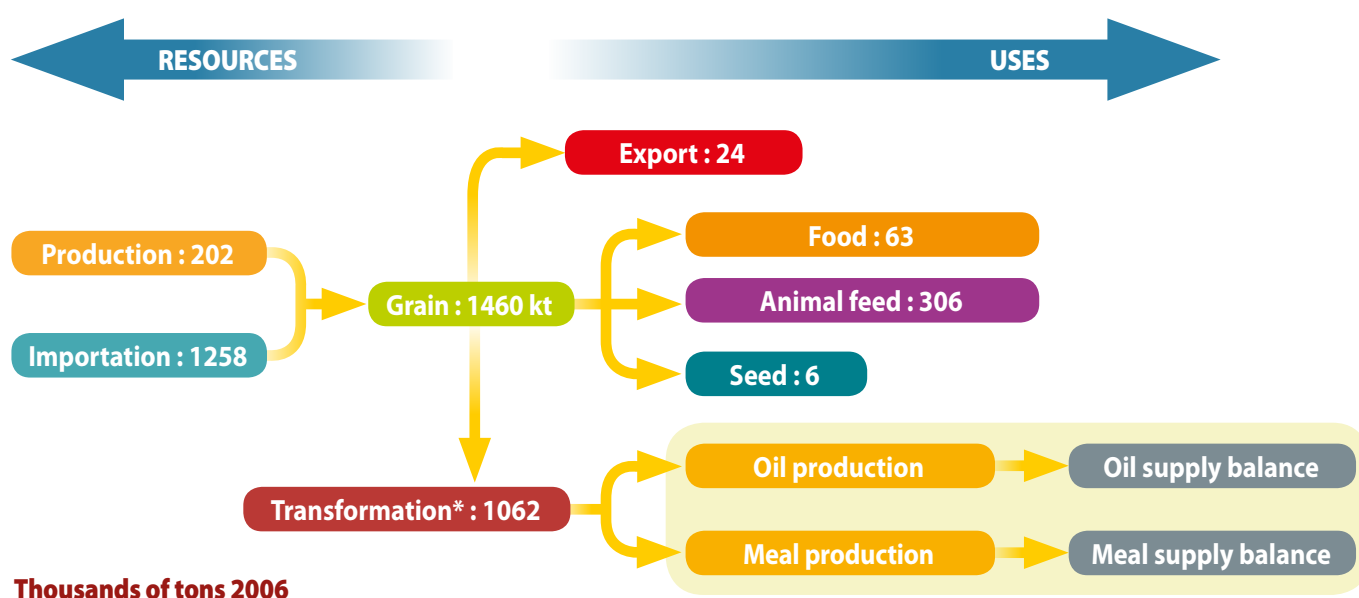 RESOURCES
USES
Export : 24
Production : 202
Food : 63
Grain : 1460 kt
Animal feed : 306
Importation : 1258
Seed : 6
Oil production
Oil supply balance
Transformation* : 1062
Meal production
Meal supply balance
Thousands of tons 2006